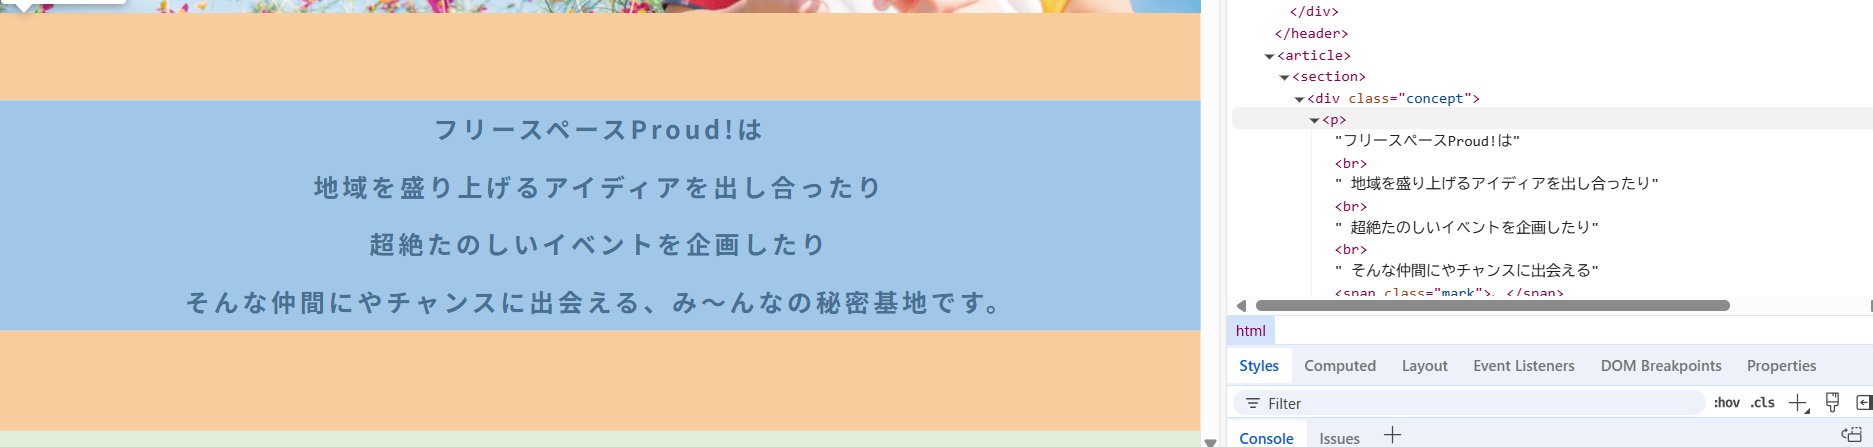 フリースペースProud!は
地域を盛り上げるアイディアを出し合ったり
超絶たのしいイベントを企画したり
そんな仲間にやチャンスに出会える、み〜んなの秘密基地です。
</div>
</header>
<article>
<section>
<div class="concept">
<p>
"フリースペースProud!は"
<br>
" 地域を盛り上げるアイディアを出し合ったり"
<br>
" 超絶たのしいイベントを企画したり"
<br>
" そんな仲間にやチャンスに出会える"
<span class="mark">、</span>
html
Styles Computed Layout Event Listeners DOM Breakpoints Properties
Filter :hov .cls
Console Issues